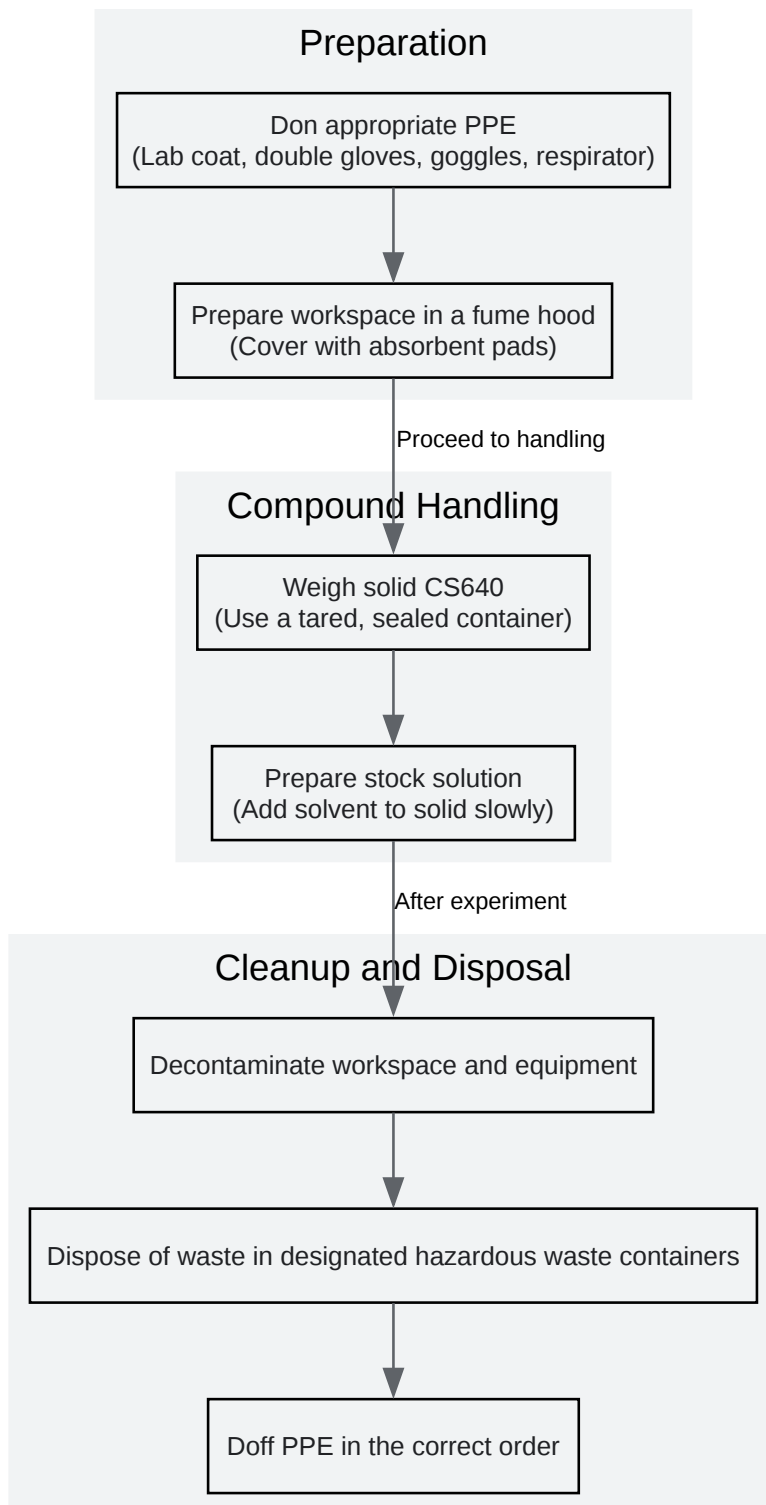 Preparation
Don appropriate PPE
(Lab coat, double gloves, goggles, respirator)
Prepare workspace in a fume hood
(Cover with absorbent pads)
Proceed to handling
Compound Handling
Weigh solid CS640
(Use a tared, sealed container)
Prepare stock solution
(Add solvent to solid slowly)
After experiment
Cleanup and Disposal
Decontaminate workspace and equipment
Dispose of waste in designated hazardous waste containers
Doff PPE in the correct order